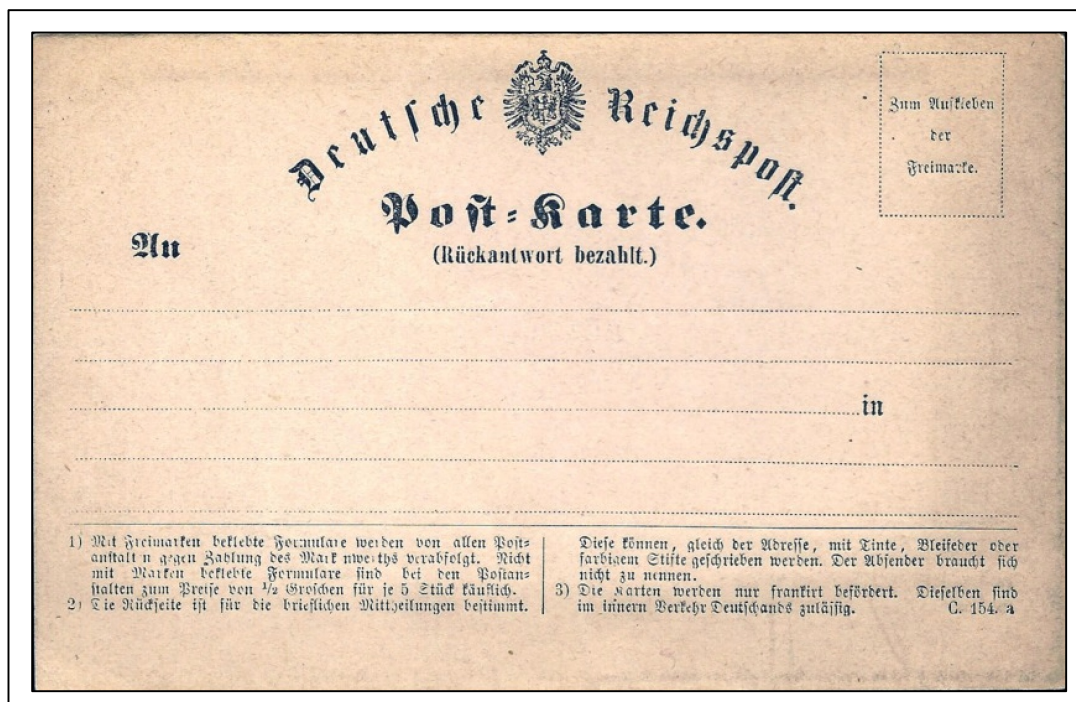 Deutsche Reichspost.
Zum Aufkleben
der
Freimarke.
Post-Karte.
(Rückantwort bezahlt.)
An
in
1) Mit Freimarken beklebte Formulare werden von allen Post-
anstalt n gegen Zahlung des Mark nwerths verabfolgt. Nicht
mit Marken beklebte Formulare sind bei den Postan-
stalten zum Preise von ½ Groschen für je 5 Stück käuflich.
2) Die Rückseite ist für die brieflichen Mittheilungen bestimmt.
Diese können, gleich der Adresse, mit Tinte, Bleifeder oder
farbigem Stifte geschrieben werden. Der Absender braucht sich
nicht zu nennen.
3) Die Karten werden nur frankirt befördert. Dieselben sind
im innern Verkehr Deutschands zulässig. C. 154. a